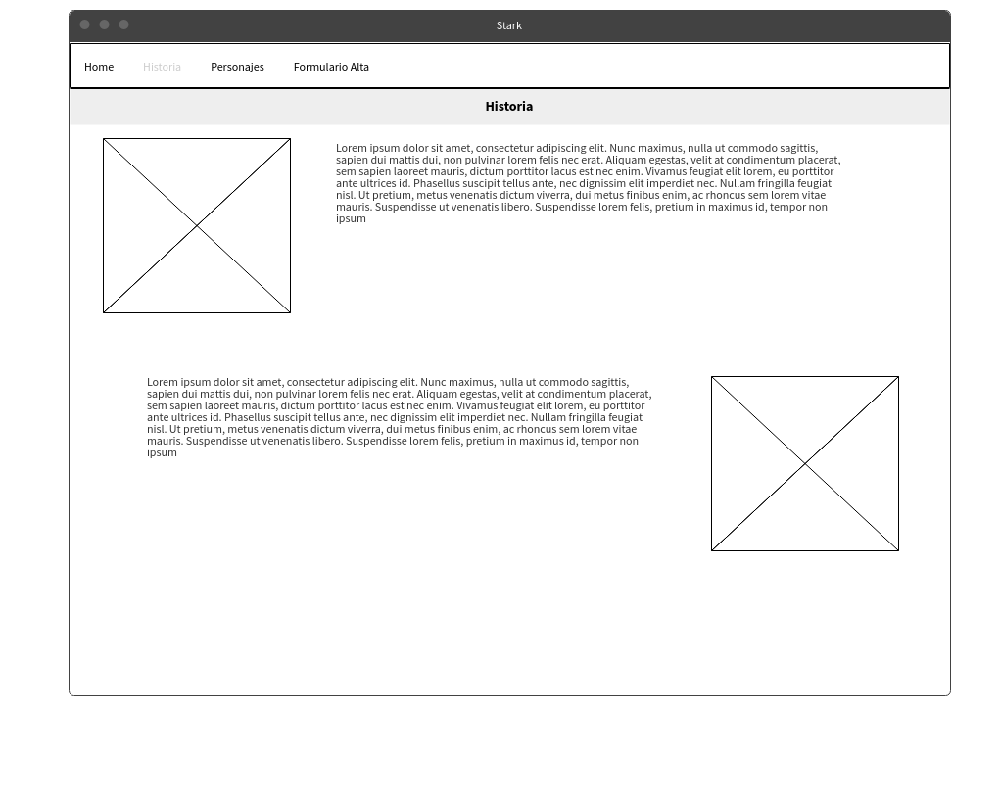 Stark
Home Historia Personajes Formulario Alta
Historia
Lorem ipsum dolor sit amet, consectetur adipiscing elit. Nunc maximus, nulla ut commodo sagittis,
sapien dui mattis dui, non pulvinar lorem felis nec erat. Aliquam egestas, velit at condimentum placerat,
sem sapien laoreet mauris, dictum porttitor lacus est nec enim. Vivamus feugiat elit lorem, eu porttitor
ante ultrices id. Phasellus suscipit tellus ante, nec dignissim elit imperdiet nec. Nullam fringilla feugiat
nisl. Ut pretium, metus venenatis dictum viverra, dui metus finibus enim, ac rhoncus sem lorem vitae
mauris. Suspendisse ut venenatis libero. Suspendisse lorem felis, pretium in maximus id, tempor non
ipsum
Lorem ipsum dolor sit amet, consectetur adipiscing elit. Nunc maximus, nulla ut commodo sagittis,
sapien dui mattis dui, non pulvinar lorem felis nec erat. Aliquam egestas, velit at condimentum placerat,
sem sapien laoreet mauris, dictum porttitor lacus est nec enim. Vivamus feugiat elit lorem, eu porttitor
ante ultrices id. Phasellus suscipit tellus ante, nec dignissim elit imperdiet nec. Nullam fringilla feugiat
nisl. Ut pretium, metus venenatis dictum viverra, dui metus finibus enim, ac rhoncus sem lorem vitae
mauris. Suspendisse ut venenatis libero. Suspendisse lorem felis, pretium in maximus id, tempor non
ipsum